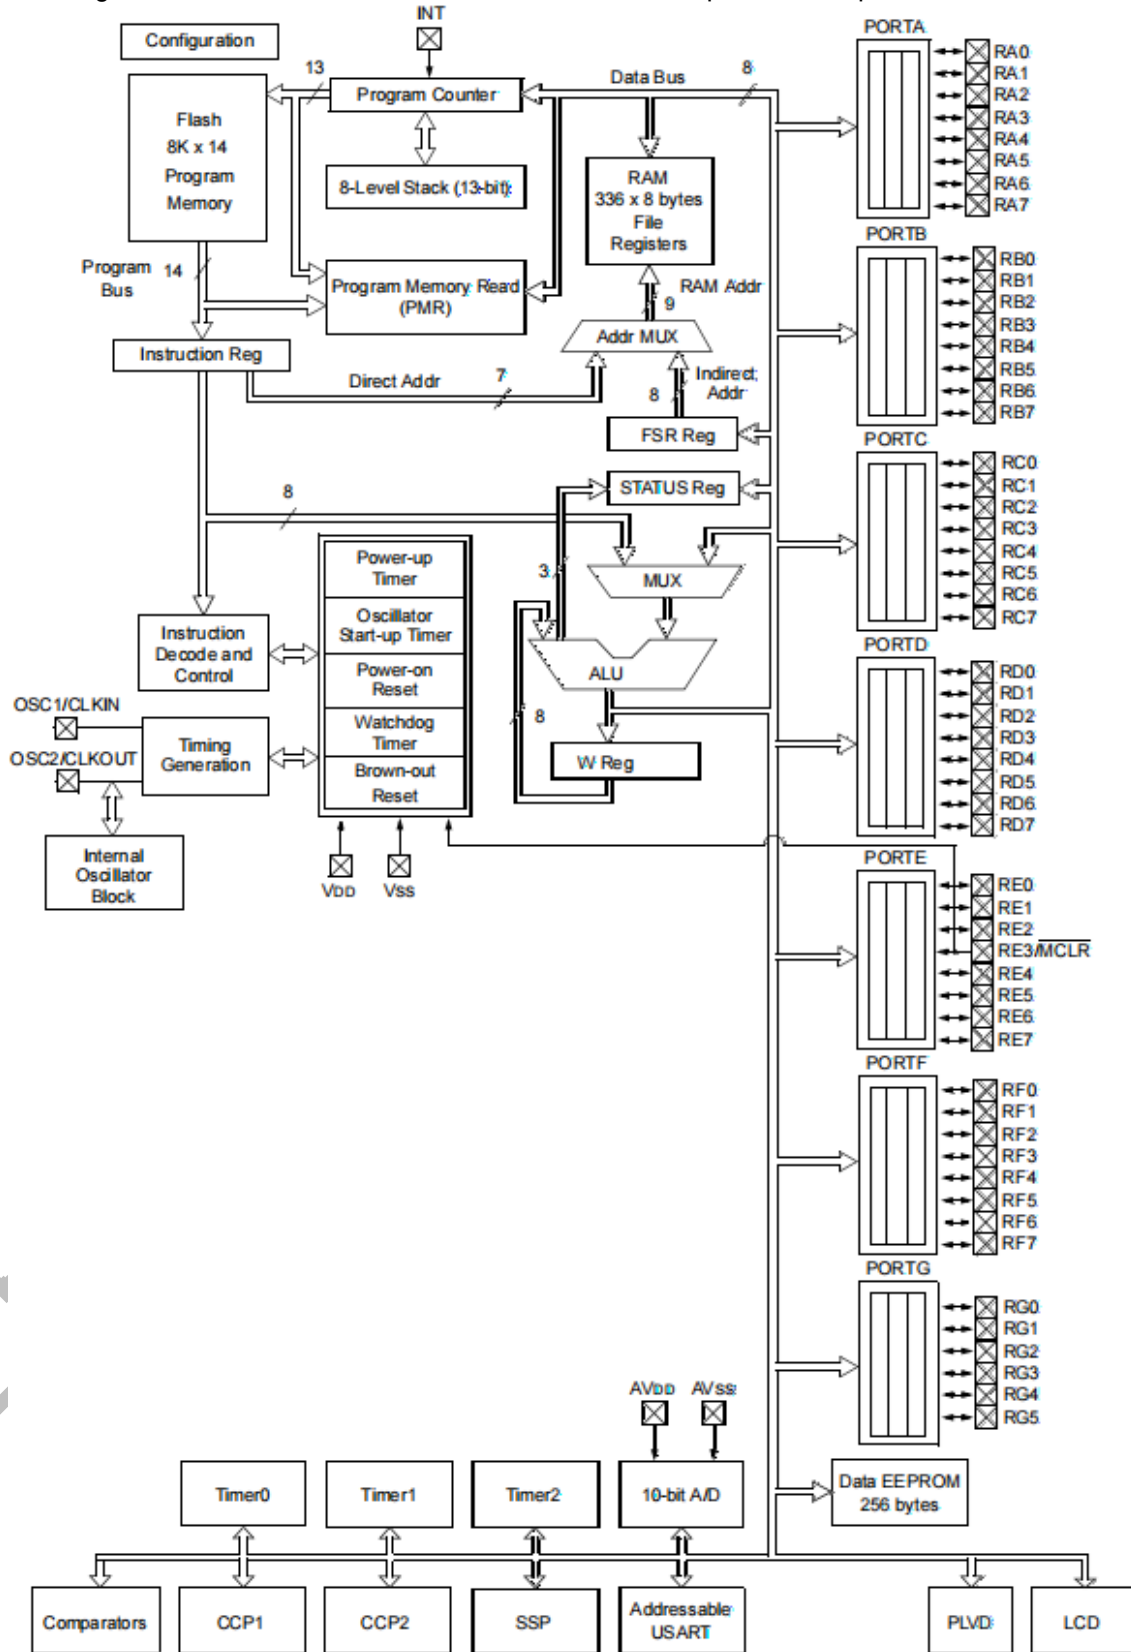 INT
Configuration
13
Program Counter
Data Bus
8
Flash
8K x 14
Program
Memory
8-Level Stack (13-bit)
RAM
336 x 8 bytes
File
Registers
Program
Bus
14
Program Memory Read
(PMR)
RAM Addr
9
Addr MUX
Instruction Reg
Direct Addr
7
Indirect
Addr
8
FSR Reg
STATUS Reg
8
3
MUX
Power-up
Timer
Oscillator
Start-up Timer
Power-on
Reset
Watchdog
Timer
Brown-out
Reset
Instruction
Decode and
Control
ALU
8
W Reg
OSC1/CLKIN
OSC2/CLKOUT
Timing
Generation
Internal
Oscillator
Block
VDD
VSS
PORTA
RA0
RA1
RA2
RA3
RA4
RA5
RA6
RA7
PORTB
RB0
RB1
RB2
RB3
RB4
RB5
RB6
RB7
PORTC
RC0
RC1
RC2
RC3
RC4
RC5
RC6
RC7
PORTD
RD0
RD1
RD2
RD3
RD4
RD5
RD6
RD7
PORTE
RE0
RE1
RE2
RE3/MCLR
RE4
RE5
RE6
RE7
PORTF
RF0
RF1
RF2
RF3
RF4
RF5
RF6
RF7
PORTG
RG0
RG1
RG2
RG3
RG4
RG5
AVDD
AVSS
Timer0
Timer1
Timer2
10-bit A/D
Data EEPROM
256 bytes
Comparators
CCP1
CCP2
SSP
Addressable
USART
PLVD
LCD